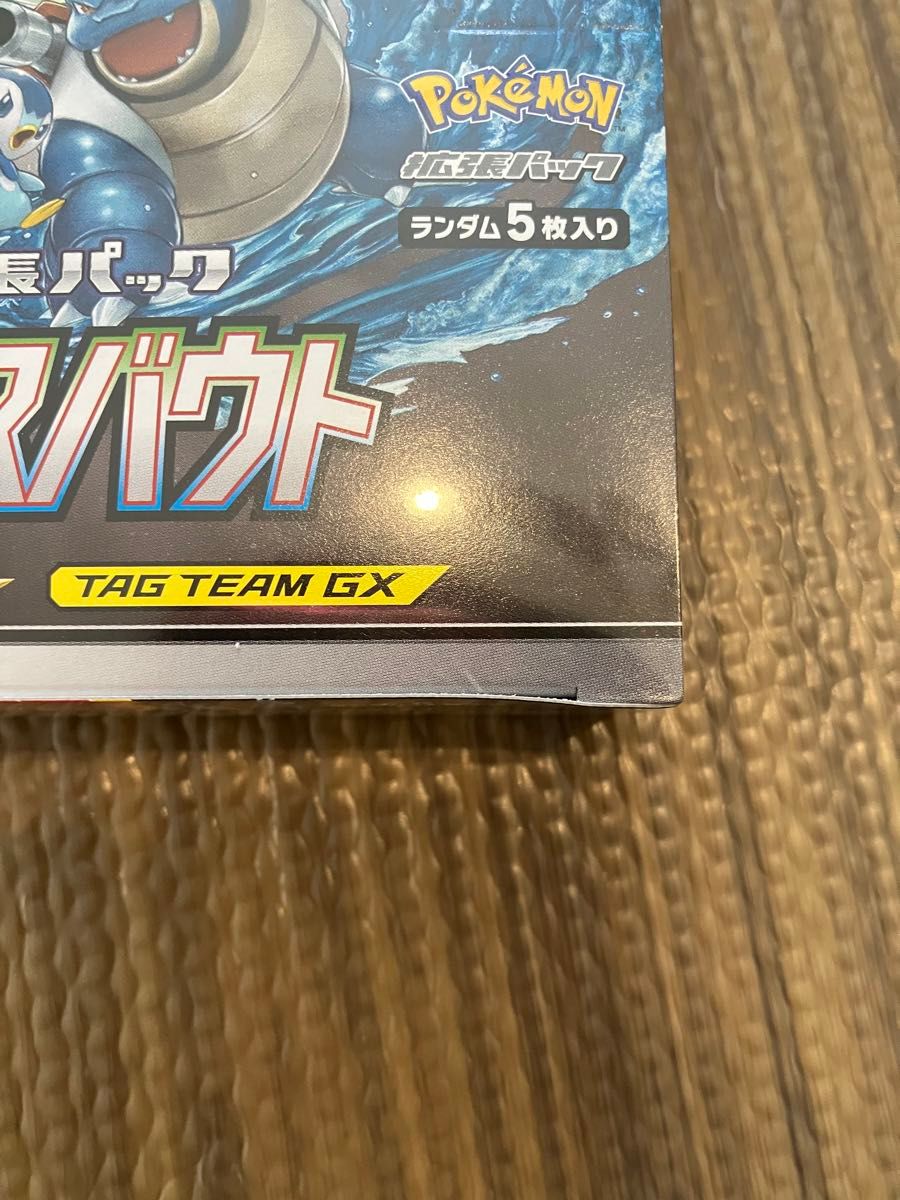 POKéMON
拡張パック
ランダム5枚入り
張パック
スバウト
TAG TEAM GX